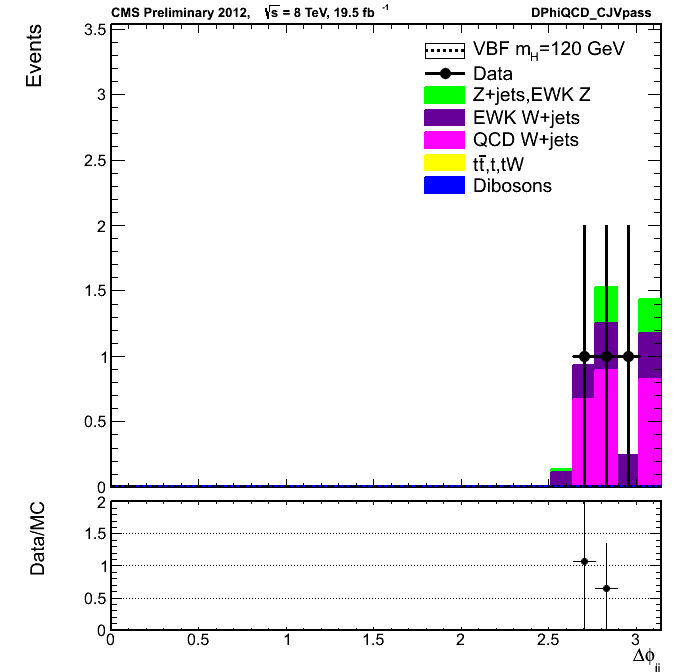 CMS Preliminary 2012, √s = 8 TeV, 19.5 fb⁻¹ DPhiQCD_CJVpass
Events
3.5
3
2.5
2
1.5
1
0.5
0
VBF m_H=120 GeV
Data
Z+jets,EWK Z
EWK W+jets
QCD W+jets
tt̅,t,tW
Dibosons
Data/MC
2
1.5
1
0.5
0
0 0.5 1 1.5 2 2.5 3
Δϕ_jj